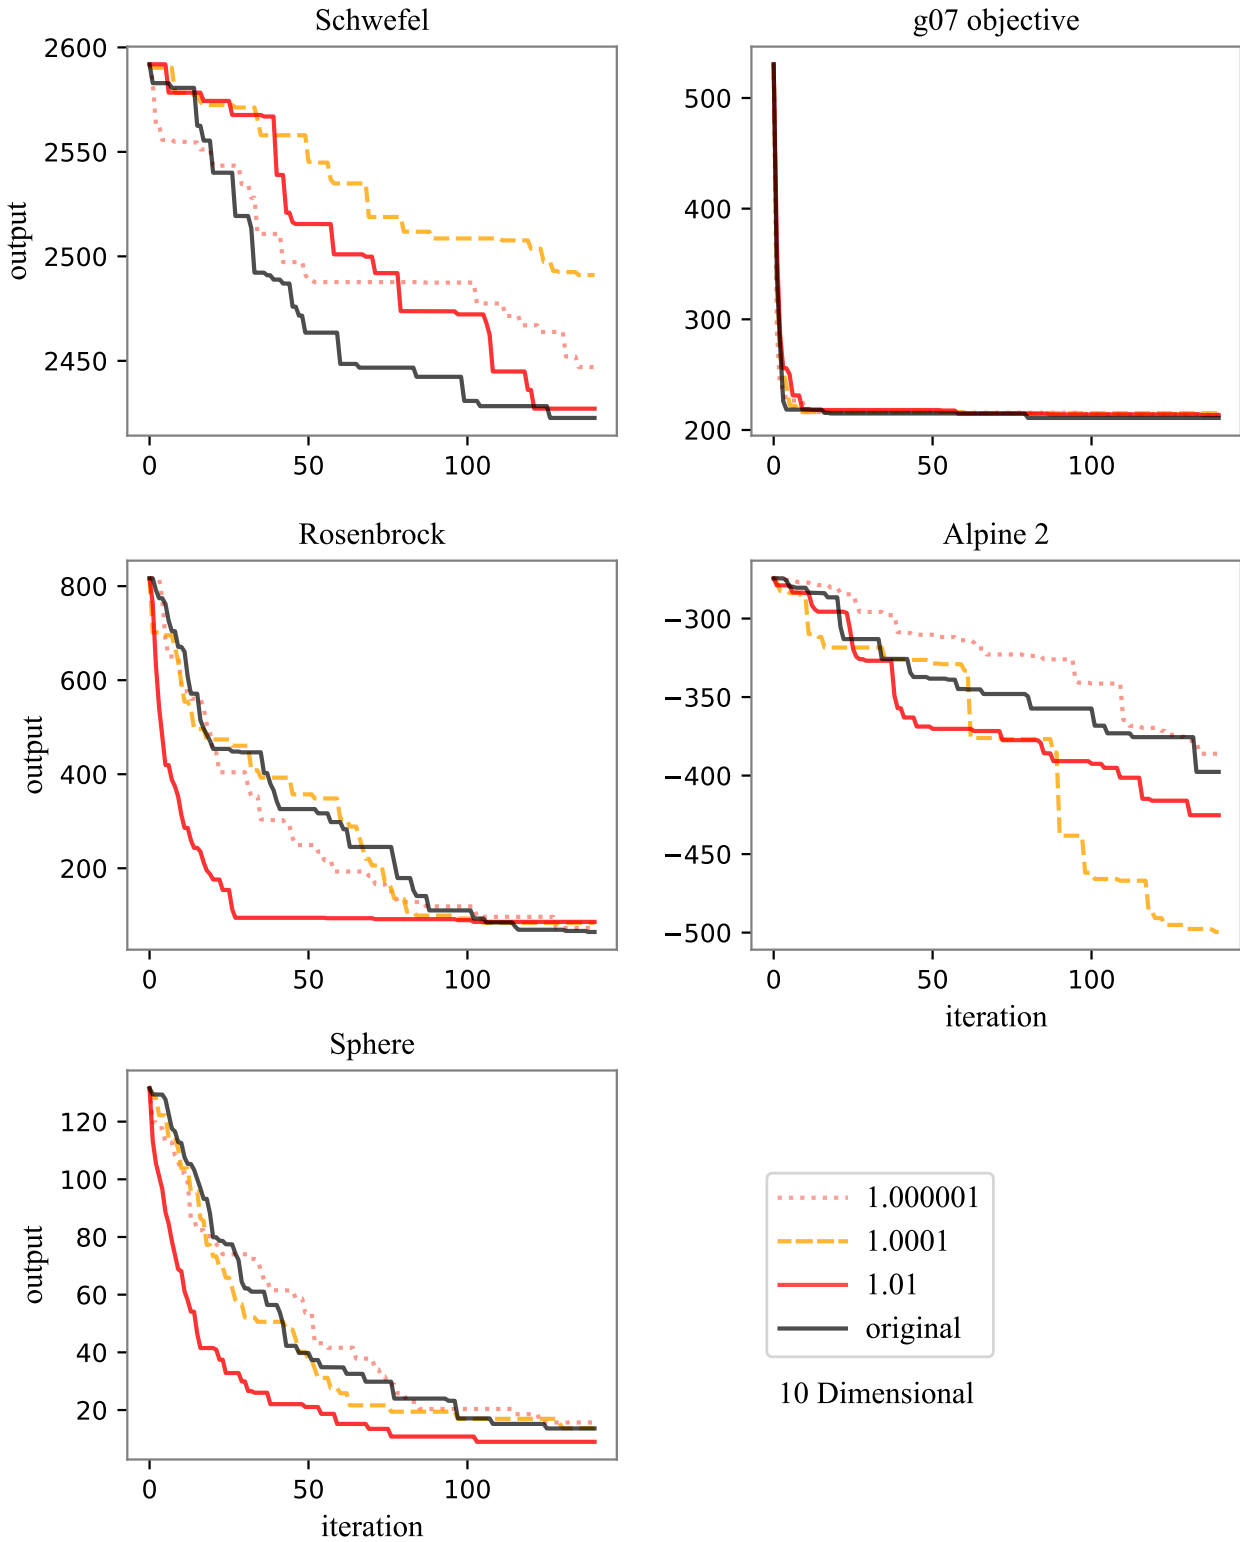 Schwefel
2600
2550
2500
2450
output
0 50 100
g07 objective
500
400
300
200
0 50 100
Rosenbrock
800
600
400
200
output
0 50 100
Alpine 2
−300
−350
−400
−450
−500
0 50 100
iteration
Sphere
120
100
80
60
40
20
output
0 50 100
iteration
1.000001
1.0001
1.01
original
10 Dimensional